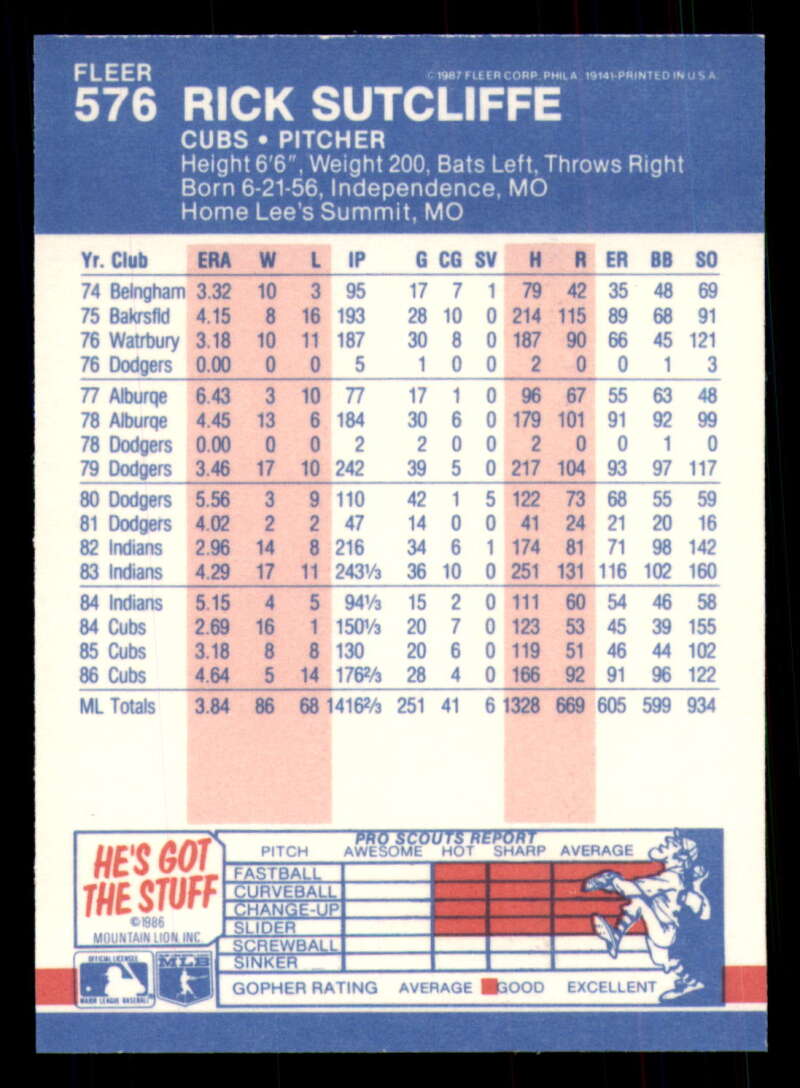 FLEER
©1987 FLEER CORP. PHILA. 19141-PRINTED IN U.S.A.
576 RICK SUTCLIFFE
CUBS • PITCHER
Height 6'6", Weight 200, Bats Left, Throws Right
Born 6-21-56, Independence, MO
Home Lee's Summit, MO
Yr. Club ERA W L IP G CG SV H R ER BB SO
74 Belngham 3.32 10 3 95 17 7 1 79 42 35 48 69
75 Bakrsfld 4.15 8 16 193 28 10 0 214 115 89 68 91
76 Watrbury 3.18 10 11 187 30 8 0 187 90 66 45 121
76 Dodgers 0.00 0 0 5 1 0 0 2 0 0 1 3
77 Alburqe 6.43 3 10 77 17 1 0 96 67 55 63 48
78 Alburqe 4.45 13 6 184 30 6 0 179 101 91 92 99
78 Dodgers 0.00 0 0 2 2 0 0 2 0 0 1 0
79 Dodgers 3.46 17 10 242 39 5 0 217 104 93 97 117
80 Dodgers 5.56 3 9 110 42 1 5 122 73 68 55 59
81 Dodgers 4.02 2 2 47 14 0 0 41 24 21 20 16
82 Indians 2.96 14 8 216 34 6 1 174 81 71 98 142
83 Indians 4.29 17 11 243⅓ 36 10 0 251 131 116 102 160
84 Indians 5.15 4 5 94⅓ 15 2 0 111 60 54 46 58
84 Cubs 2.69 16 1 150⅓ 20 7 0 123 53 45 39 155
85 Cubs 3.18 8 8 130 20 6 0 119 51 46 44 102
86 Cubs 4.64 5 14 176⅔ 28 4 0 166 92 91 96 122
ML Totals 3.84 86 68 1416⅔ 251 41 6 1328 669 605 599 934
HE'S GOT
THE STUFF
©1986
MOUNTAIN LION, INC.
OFFICIAL LICENSEE
MAJOR LEAGUE BASEBALL
MLB
PRO SCOUTS REPORT
PITCH AWESOME HOT SHARP AVERAGE
FASTBALL
CURVEBALL
CHANGE-UP
SLIDER
SCREWBALL
SINKER
GOPHER RATING AVERAGE GOOD EXCELLENT